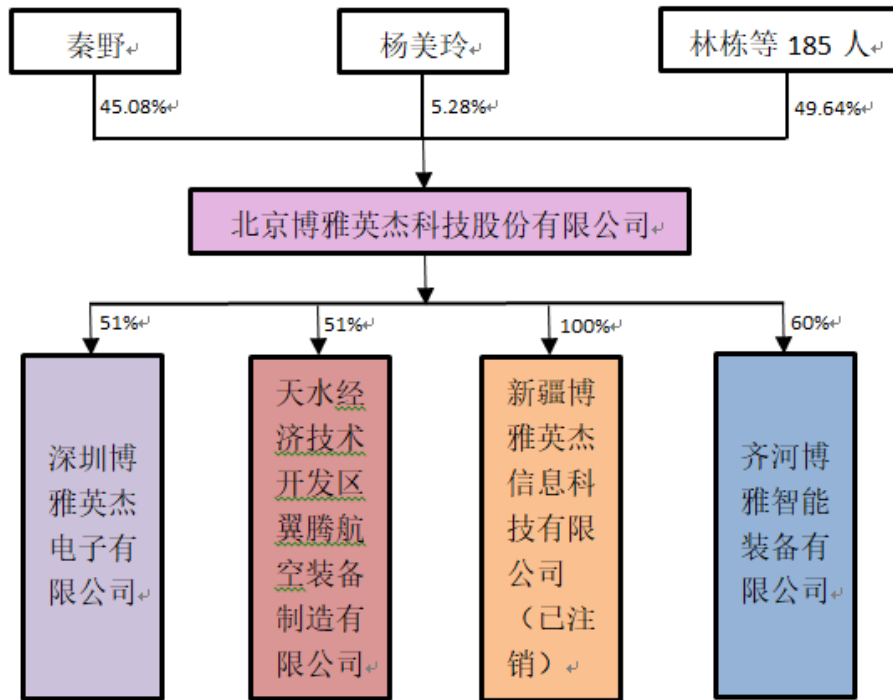 秦野
杨美玲
林栋等 185 人
45.08%
5.28%
49.64%
北京博雅英杰科技股份有限公司
51%
51%
100%
60%
深圳博
雅英杰
电子有
限公司
天水经
济技术
开发区
翼腾航
空装备
制造有
限公司
新疆博
雅英杰
信息科
技有限
公司
（已注
销）
齐河博
雅智能
装备有
限公司